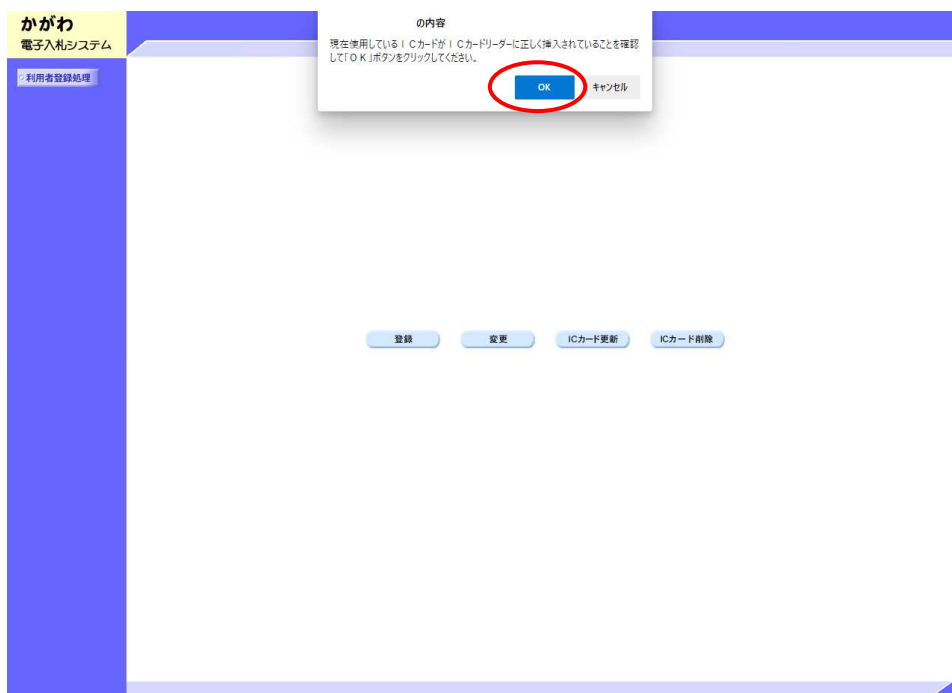 かがわ
電子入札システム
利用者登録処理
の内容
現在使用しているＩＣカードがＩＣカードリーダーに正しく挿入されていることを確認
して「ＯＫ」ボタンをクリックしてください。
OK キャンセル
登録 変更 ICカード更新 ICカード削除